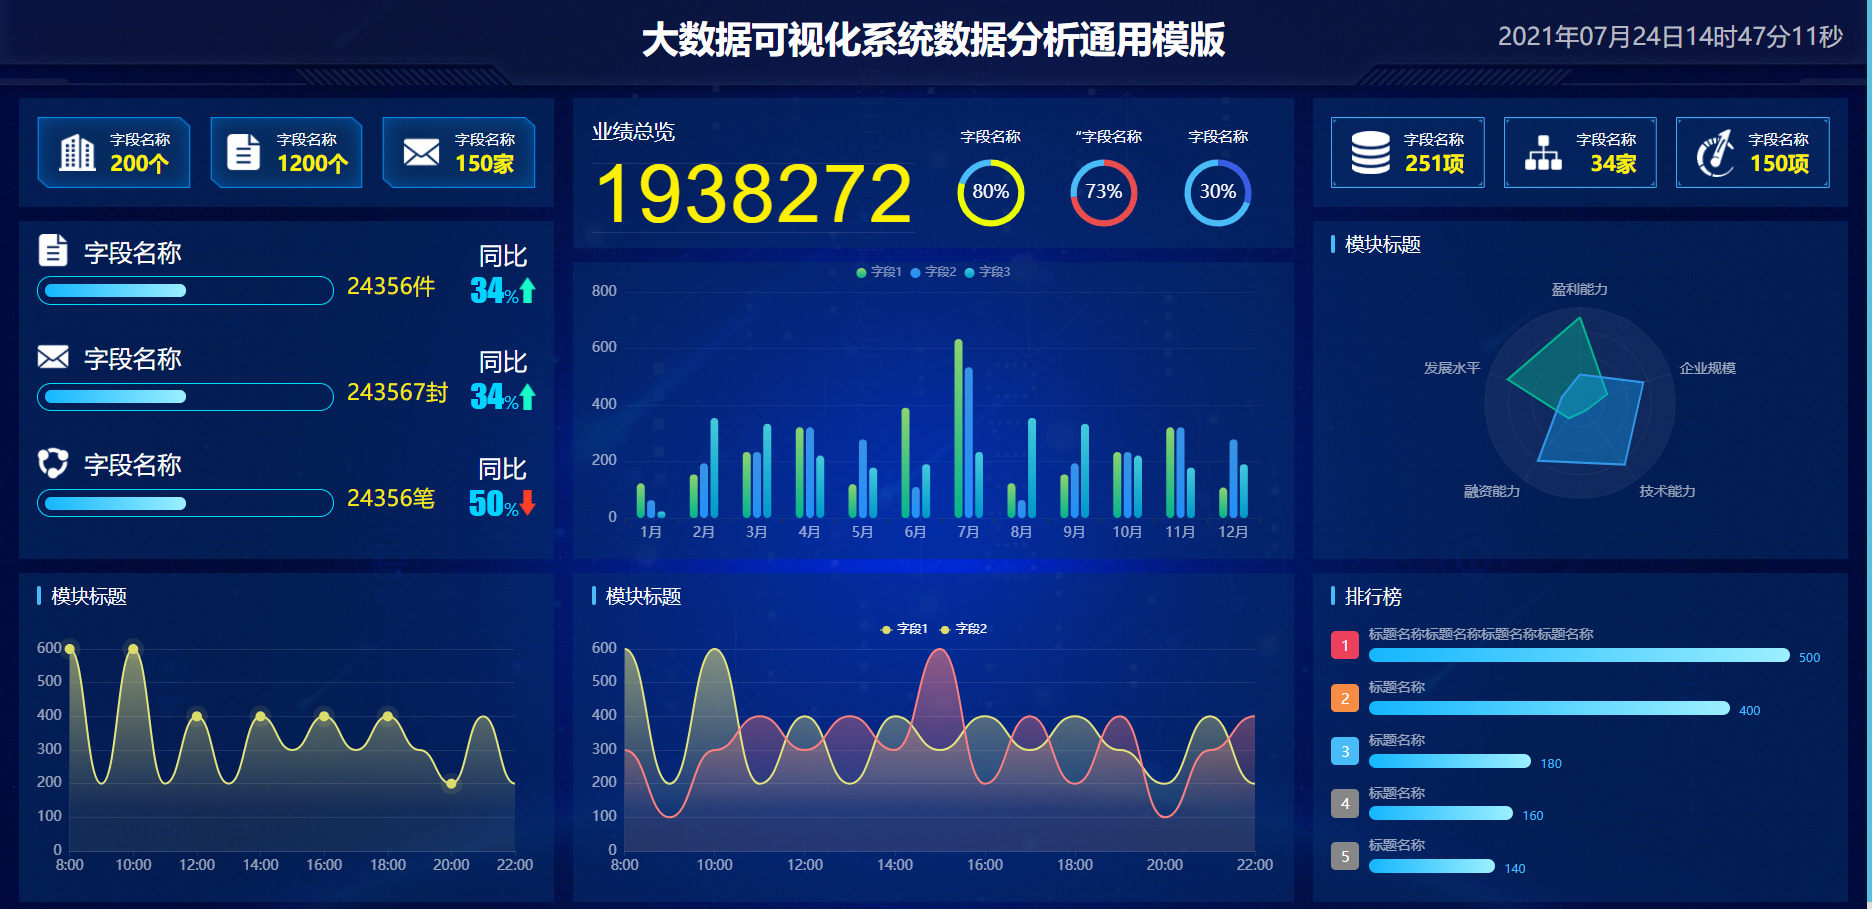 大数据可视化系统数据分析通用模版
2021年07月24日14时47分11秒
字段名称
200个
字段名称
1200个
字段名称
150家
字段名称
24356件
同比
34%
字段名称
243567封
同比
34%
字段名称
24356笔
同比
50%
业绩总览
1938272
字段名称
80%
“字段名称
73%
字段名称
30%
字段1 字段2 字段3
800
600
400
200
0
1月 2月 3月 4月 5月 6月 7月 8月 9月 10月 11月 12月
字段名称
251项
字段名称
34家
字段名称
150项
模块标题
盈利能力
发展水平
企业规模
融资能力
技术能力
模块标题
600
500
400
300
200
100
0
8:00 10:00 12:00 14:00 16:00 18:00 20:00 22:00
模块标题
字段1 字段2
600
500
400
300
200
100
0
8:00 10:00 12:00 14:00 16:00 18:00 20:00 22:00
排行榜
1 标题名称标题名称标题名称标题名称
500
2 标题名称
400
3 标题名称
180
4 标题名称
160
5 标题名称
140